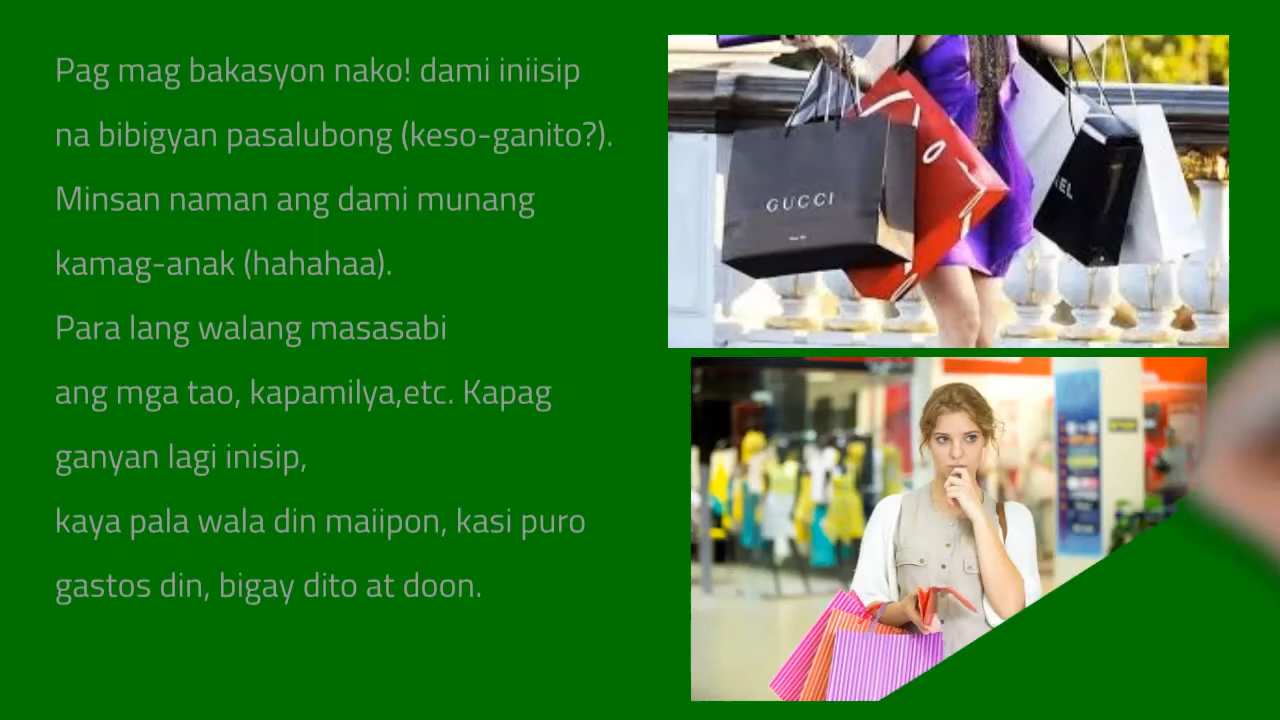 Pag mag bakasyon nako! dami iniisip
na bibigyan pasalubong (keso-ganito?).
Minsan naman ang dami munang
kamag-anak (hahahaa).
Para lang walang masasabi
ang mga tao, kapamilya,etc. Kapag
ganyan lagi inisip,
kaya pala wala din maiipon, kasi puro
gastos din, bigay dito at doon.
GUCCI